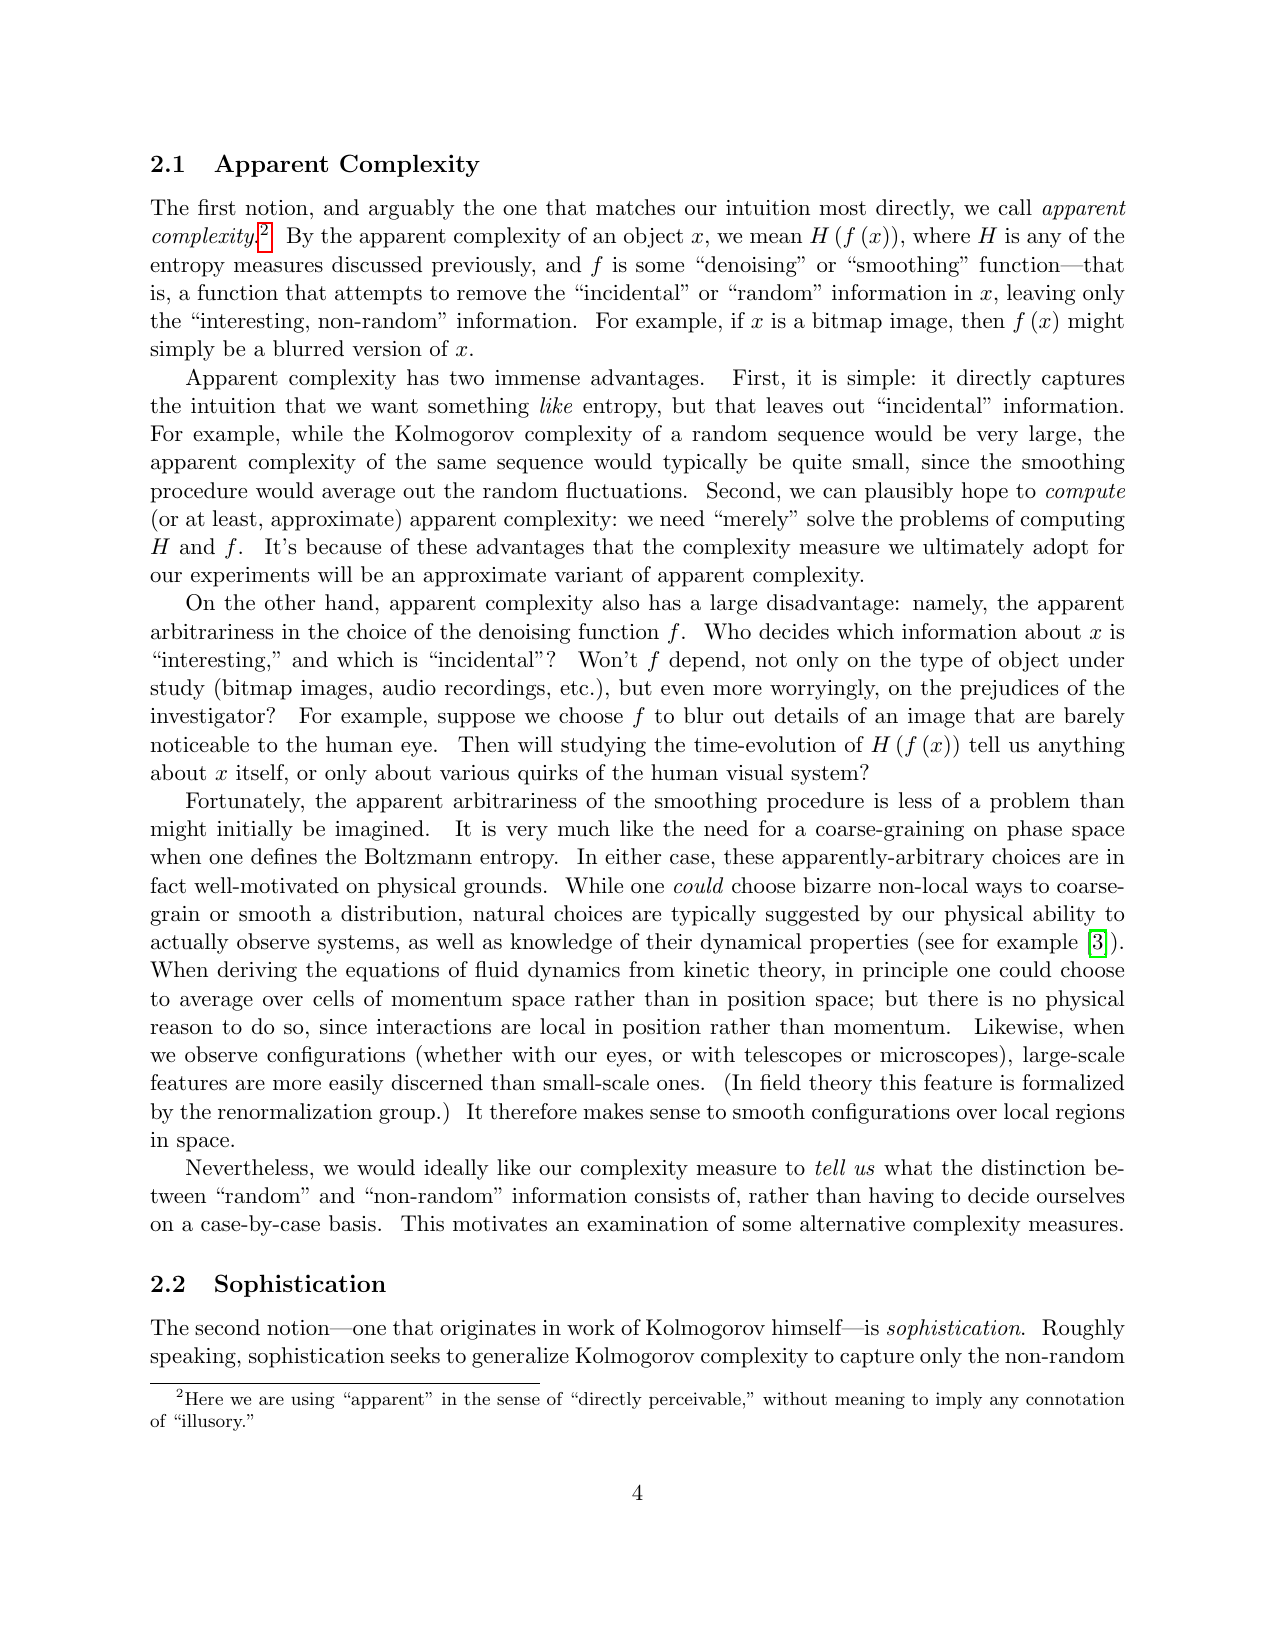 2.1 Apparent Complexity
The first notion, and arguably the one that matches our intuition most directly, we call apparent
complexity.2 By the apparent complexity of an object x, we mean H (f (x)), where H is any of the
entropy measures discussed previously, and f is some “denoising” or “smoothing” function—that
is, a function that attempts to remove the “incidental” or “random” information in x, leaving only
the “interesting, non-random” information. For example, if x is a bitmap image, then f (x) might
simply be a blurred version of x.
Apparent complexity has two immense advantages. First, it is simple: it directly captures
the intuition that we want something like entropy, but that leaves out “incidental” information.
For example, while the Kolmogorov complexity of a random sequence would be very large, the
apparent complexity of the same sequence would typically be quite small, since the smoothing
procedure would average out the random fluctuations. Second, we can plausibly hope to compute
(or at least, approximate) apparent complexity: we need “merely” solve the problems of computing
H and f. It’s because of these advantages that the complexity measure we ultimately adopt for
our experiments will be an approximate variant of apparent complexity.
On the other hand, apparent complexity also has a large disadvantage: namely, the apparent
arbitrariness in the choice of the denoising function f. Who decides which information about x is
“interesting,” and which is “incidental”? Won’t f depend, not only on the type of object under
study (bitmap images, audio recordings, etc.), but even more worryingly, on the prejudices of the
investigator? For example, suppose we choose f to blur out details of an image that are barely
noticeable to the human eye. Then will studying the time-evolution of H (f (x)) tell us anything
about x itself, or only about various quirks of the human visual system?
Fortunately, the apparent arbitrariness of the smoothing procedure is less of a problem than
might initially be imagined. It is very much like the need for a coarse-graining on phase space
when one defines the Boltzmann entropy. In either case, these apparently-arbitrary choices are in
fact well-motivated on physical grounds. While one could choose bizarre non-local ways to coarse-
grain or smooth a distribution, natural choices are typically suggested by our physical ability to
actually observe systems, as well as knowledge of their dynamical properties (see for example [3]).
When deriving the equations of fluid dynamics from kinetic theory, in principle one could choose
to average over cells of momentum space rather than in position space; but there is no physical
reason to do so, since interactions are local in position rather than momentum. Likewise, when
we observe configurations (whether with our eyes, or with telescopes or microscopes), large-scale
features are more easily discerned than small-scale ones. (In field theory this feature is formalized
by the renormalization group.) It therefore makes sense to smooth configurations over local regions
in space.
Nevertheless, we would ideally like our complexity measure to tell us what the distinction be-
tween “random” and “non-random” information consists of, rather than having to decide ourselves
on a case-by-case basis. This motivates an examination of some alternative complexity measures.
2.2 Sophistication
The second notion—one that originates in work of Kolmogorov himself—is sophistication. Roughly
speaking, sophistication seeks to generalize Kolmogorov complexity to capture only the non-random
2Here we are using “apparent” in the sense of “directly perceivable,” without meaning to imply any connotation
of “illusory.”
4